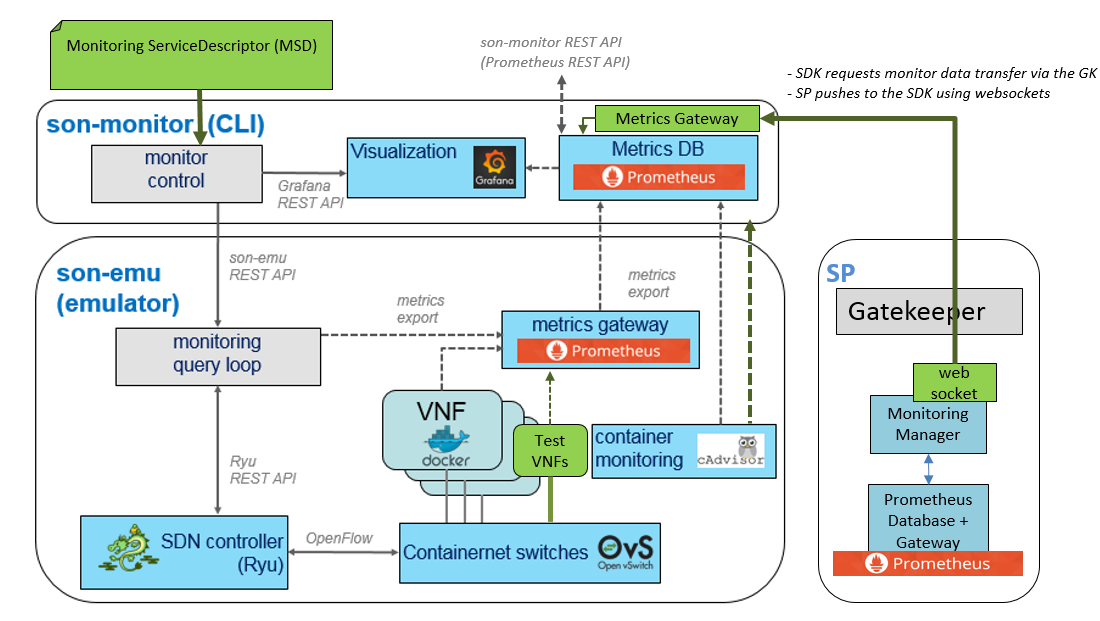 Monitoring ServiceDescriptor (MSD)
son-monitor REST API
(Prometheus REST API)
- SDK requests monitor data transfer via the GK
- SP pushes to the SDK using websockets
son-monitor (CLI)
Metrics Gateway
monitor
control
Visualization
Grafana
Metrics DB
Prometheus
Grafana
REST API
son-emu
(emulator)
son-emu
REST API
metrics
export
metrics
export
SP
Gatekeeper
monitoring
query loop
metrics gateway
Prometheus
web
socket
Monitoring
Manager
VNF
docker
Test
VNFs
container
monitoring
cAdvisor
Ryu
REST API
Prometheus
Database +
Gateway
Prometheus
SDN controller
(Ryu)
OpenFlow
Containernet switches
OvS
Open vSwitch